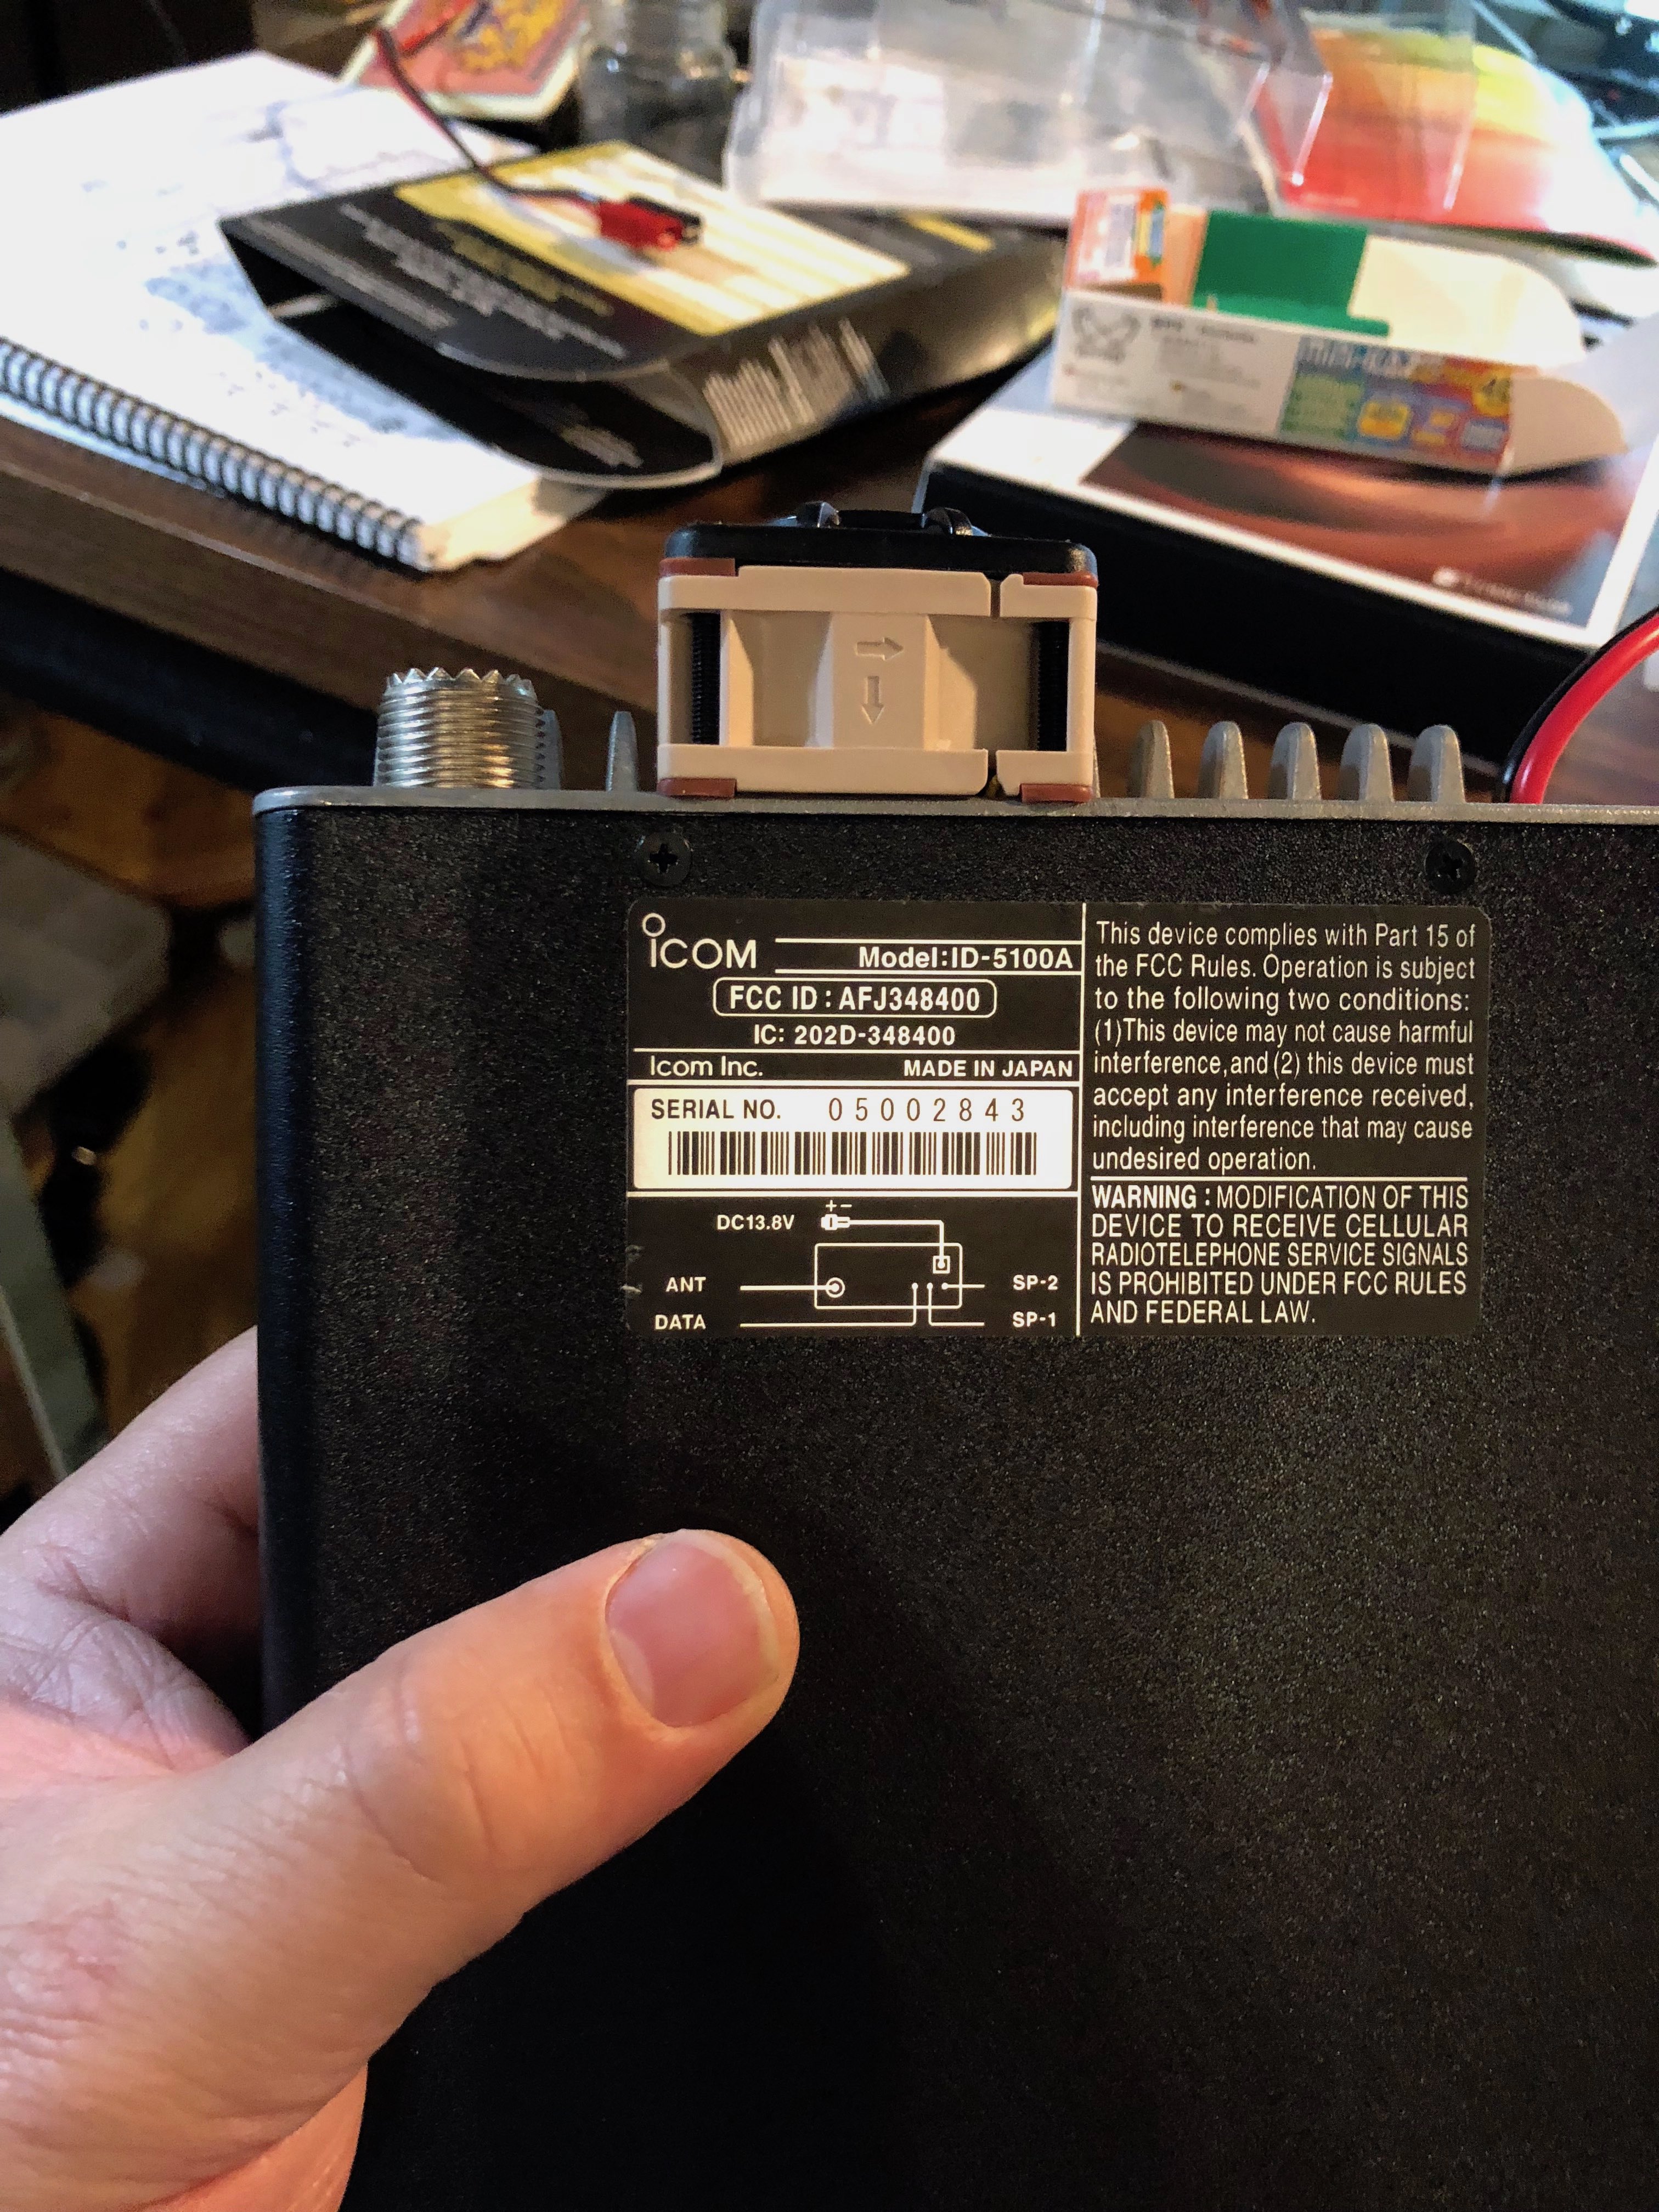 ICOM
Model:ID-5100A
FCC ID : AFJ348400
IC: 202D-348400
Icom Inc. MADE IN JAPAN
SERIAL NO. 05002843
DC13.8V
+ -
ANT
SP-2
DATA
SP-1
This device complies with Part 15 of
the FCC Rules. Operation is subject
to the following two conditions:
(1)This device may not cause harmful
interference,and (2) this device must
accept any interference received,
including interference that may cause
undesired operation.
WARNING : MODIFICATION OF THIS
DEVICE TO RECEIVE CELLULAR
RADIOTELEPHONE SERVICE SIGNALS
IS PROHIBITED UNDER FCC RULES
AND FEDERAL LAW.